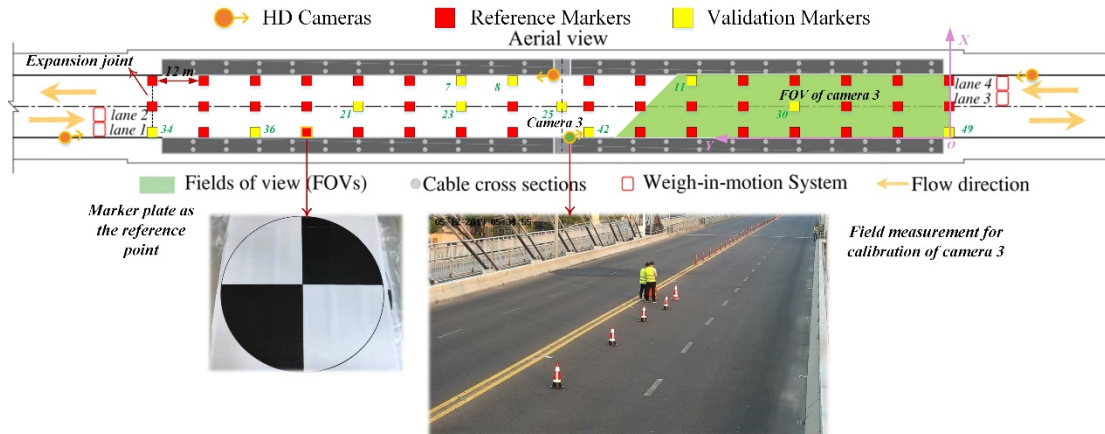 HD Cameras Reference Markers Validation Markers
Aerial view
X
Expansion joint
12 m
7 8 11
FOV of camera 3
lane 4
lane 3
lane 2
lane 1
21 23 25 30
Camera 3
34 36 42 49
Y O
Fields of view (FOVs) Cable cross sections Weigh-in-motion System Flow direction
Marker plate as
the reference
point
Field measurement for
calibration of camera 3